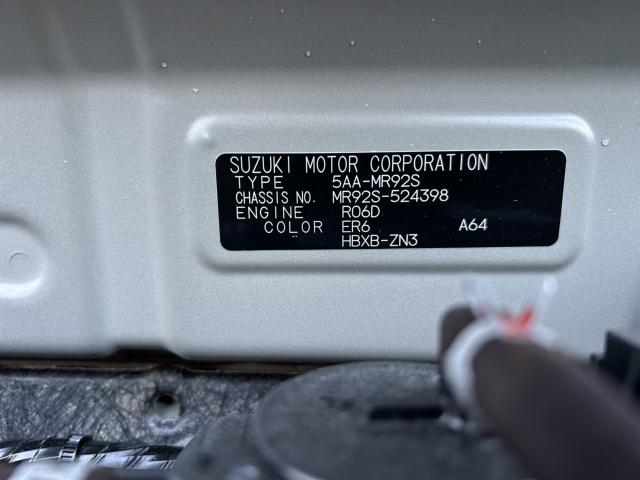 SUZUKI MOTOR CORPORATION
TYPE 5AA-MR92S
CHASSIS NO. MR92S-524398
ENGINE R06D
COLOR ER6 A64
HBXB-ZN3